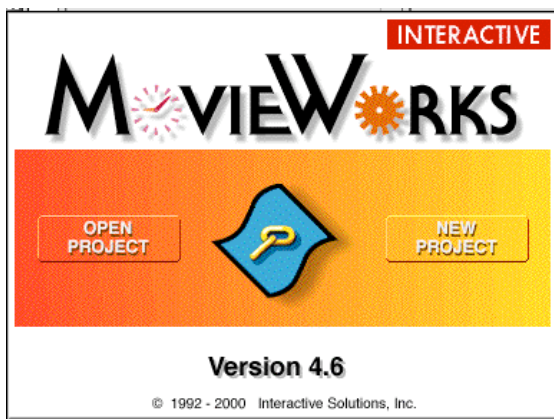 INTERACTIVE
MOVIEWORKS
OPEN
PROJECT
NEW
PROJECT
Version 4.6
© 1992 - 2000 Interactive Solutions, Inc.